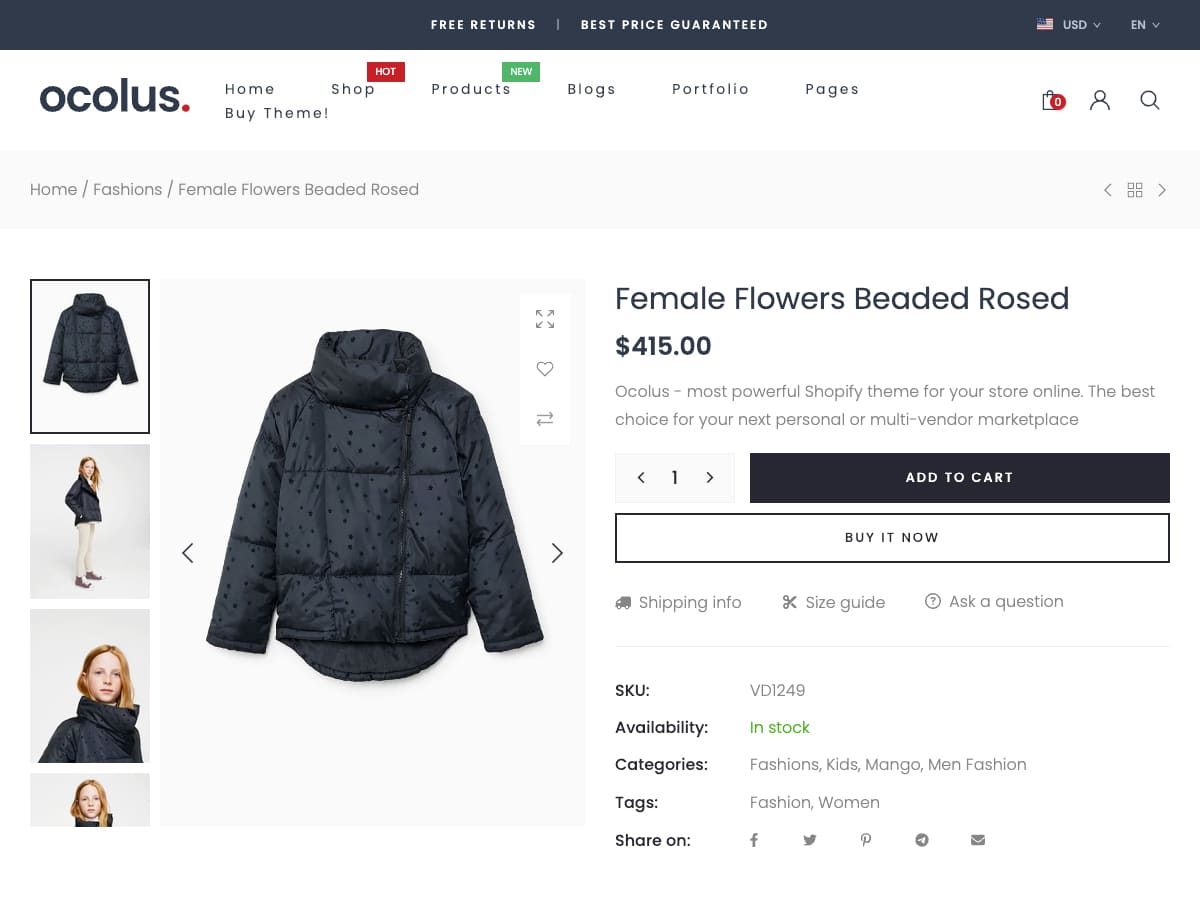 FREE RETURNS | BEST PRICE GUARANTEED
USD
EN
ocolus.
HOT
NEW
Home Shop Products Blogs Portfolio Pages
Buy Theme!
0
Home / Fashions / Female Flowers Beaded Rosed
Female Flowers Beaded Rosed
$415.00
Ocolus - most powerful Shopify theme for your store online. The best
choice for your next personal or multi-vendor marketplace
1
ADD TO CART
BUY IT NOW
Shipping info Size guide Ask a question
SKU: VD1249
Availability: In stock
Categories: Fashions, Kids, Mango, Men Fashion
Tags: Fashion, Women
Share on: